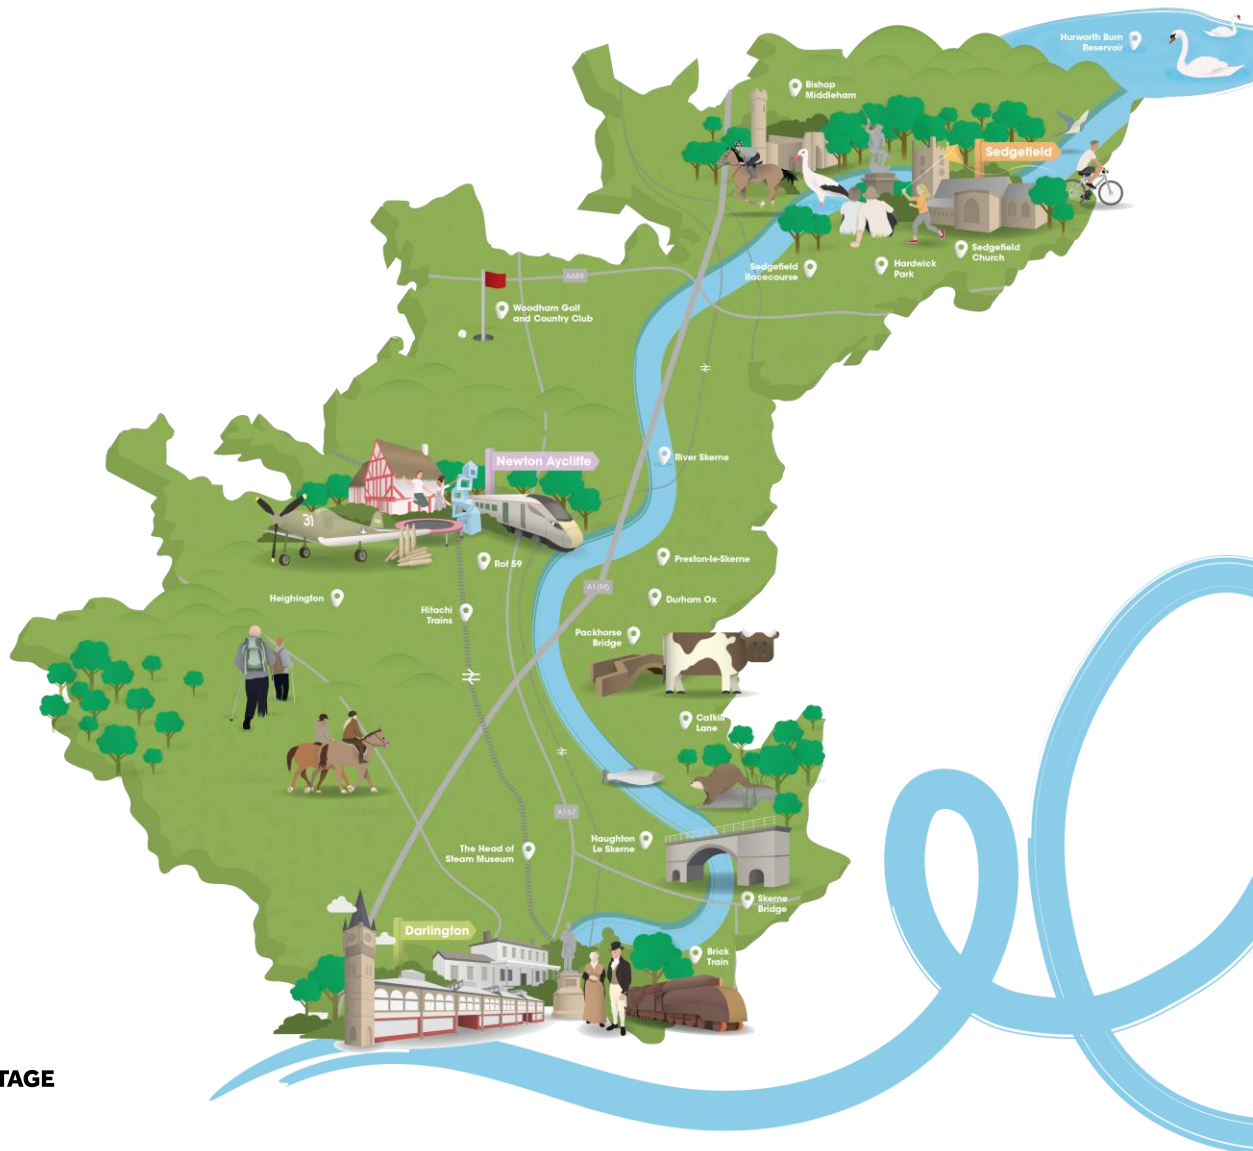 Hurworth Burn
Reservoir
Bishop
Middleham
Sedgefield
Sedgefield
Church
Hardwick
Park
Sedgefield
Racecourse
A689
Woodham Golf
and Country Club
River Skerne
Newton Aycliffe
31
Rof 59
Preston-le-Skerne
A1(M)
Heighington
Durham Ox
Hitachi
Trains
Packhorse
Bridge
Catkill
Lane
A167
Haughton
Le Skerne
The Head of
Steam Museum
Skerne
Bridge
Darlington
Brick
Train
TAGE